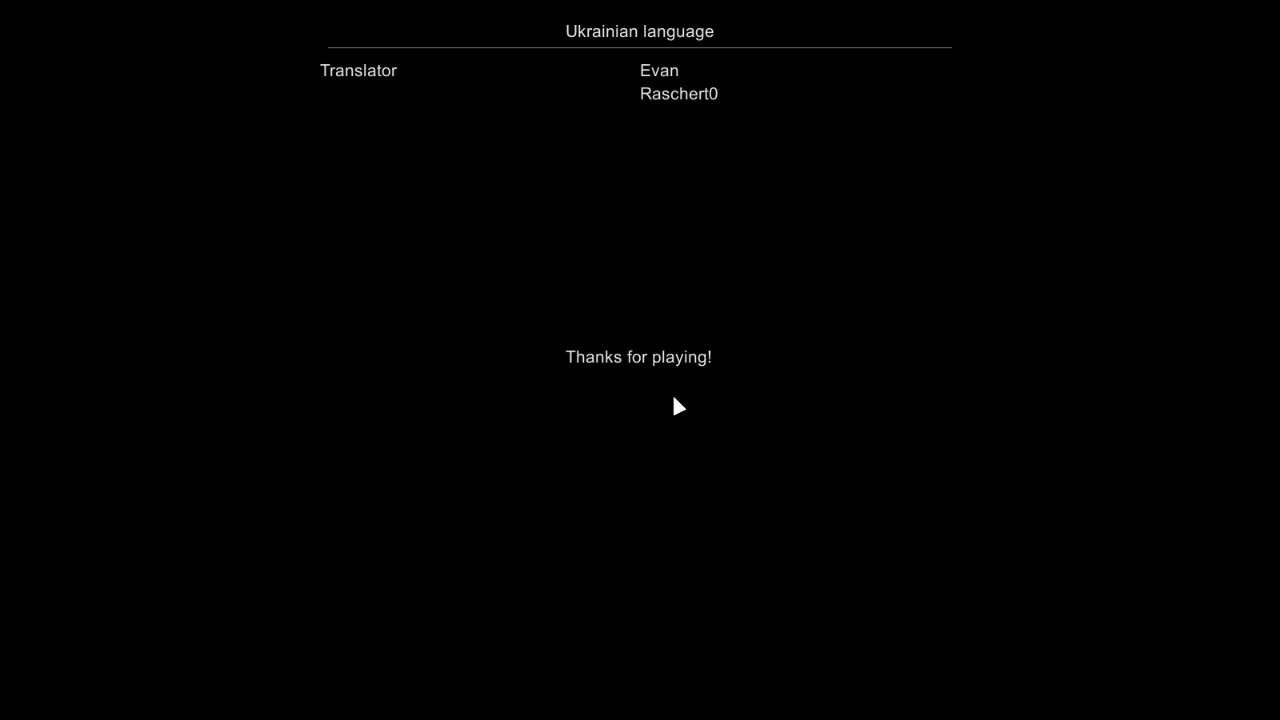 Ukrainian language
Translator Evan
Raschert0
Thanks for playing!